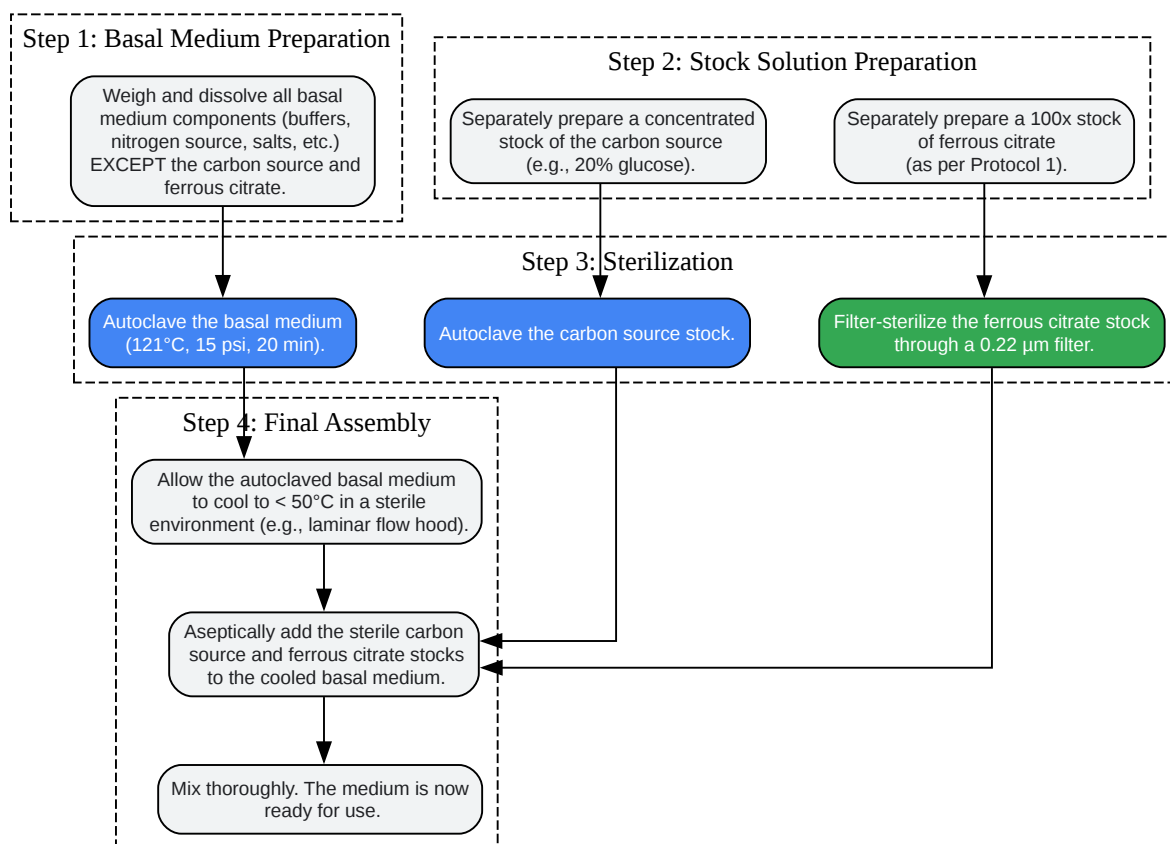 Step 1: Basal Medium Preparation
Weigh and dissolve all basal
medium components (buffers,
nitrogen source, salts, etc.)
EXCEPT the carbon source and
ferrous citrate.
Step 2: Stock Solution Preparation
Separately prepare a concentrated
stock of the carbon source
(e.g., 20% glucose).
Separately prepare a 100x stock
of ferrous citrate
(as per Protocol 1).
Step 3: Sterilization
Autoclave the basal medium
(121°C, 15 psi, 20 min).
Autoclave the carbon source stock.
Filter-sterilize the ferrous citrate stock
through a 0.22 µm filter.
Step 4: Final Assembly
Allow the autoclaved basal medium
to cool to < 50°C in a sterile
environment (e.g., laminar flow hood).
Aseptically add the sterile carbon
source and ferrous citrate stocks
to the cooled basal medium.
Mix thoroughly. The medium is now
ready for use.